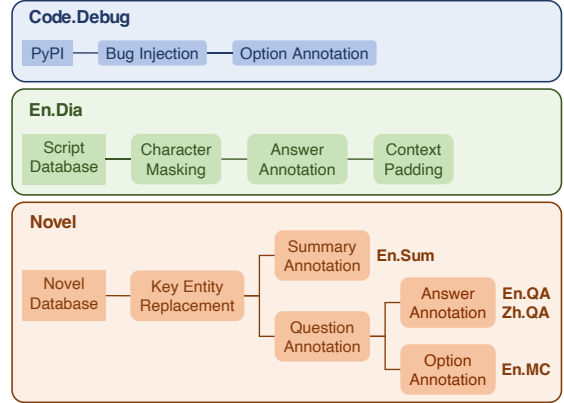 Code.Debug
PyPI
Bug Injection
Option Annotation
En.Dia
Script
Database
Character
Masking
Answer
Annotation
Context
Padding
Novel
Novel
Database
Key Entity
Replacement
Summary
Annotation
En.Sum
Question
Annotation
Answer
Annotation
En.QA
Zh.QA
Option
Annotation
En.MC